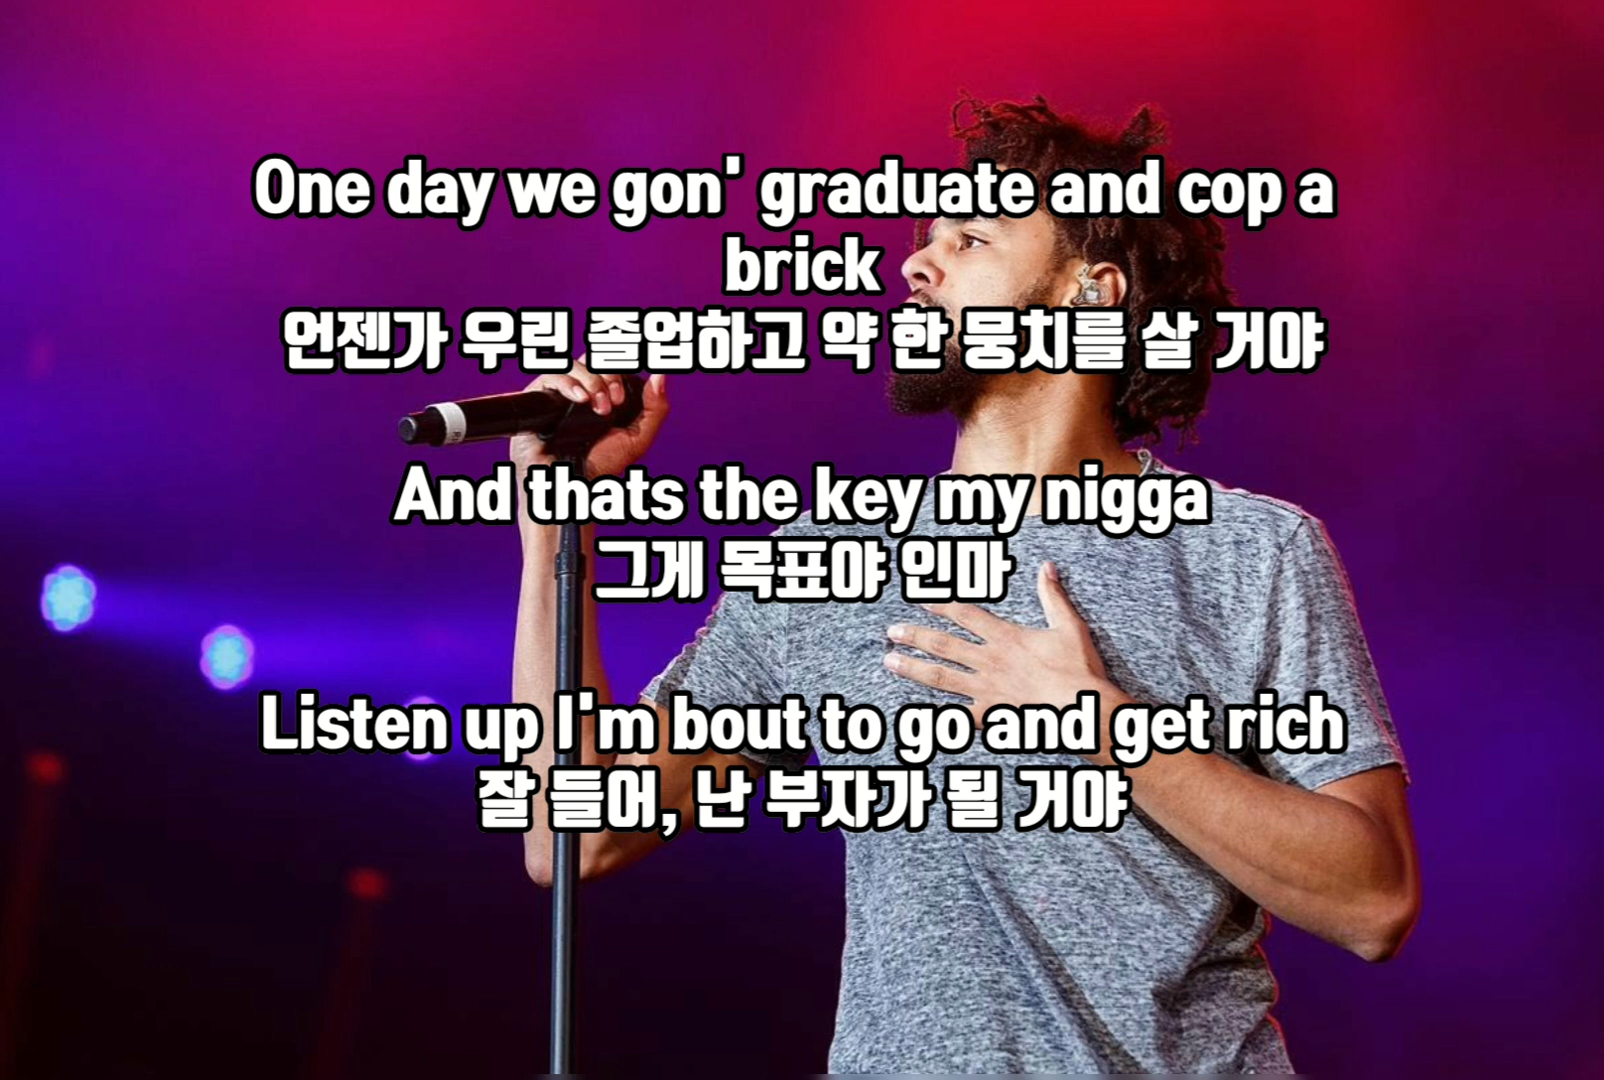 One day we gon' graduate and cop a
brick
언젠가 우린 졸업하고 약 한 뭉치를 살 거야
And thats the key my nigga
그게 목표야 인마
Listen up I'm bout to go and get rich
잘 들어, 난 부자가 될 거야